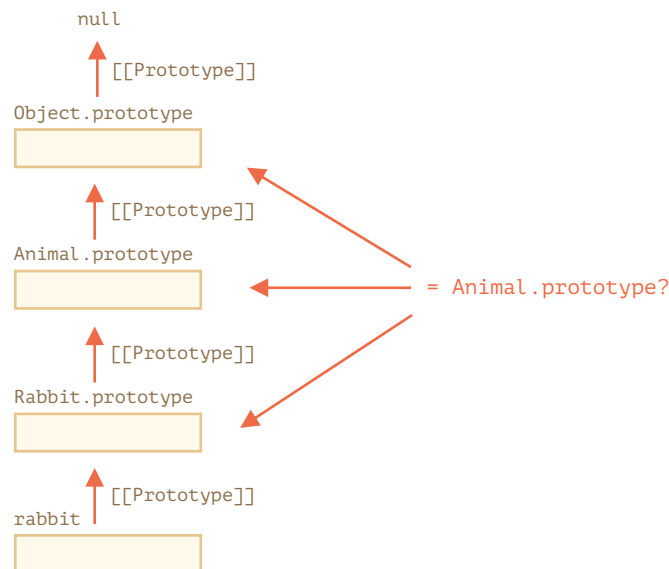 null
[[Prototype]]
Object.prototype
[[Prototype]]
Animal.prototype
= Animal.prototype?
[[Prototype]]
Rabbit.prototype
[[Prototype]]
rabbit